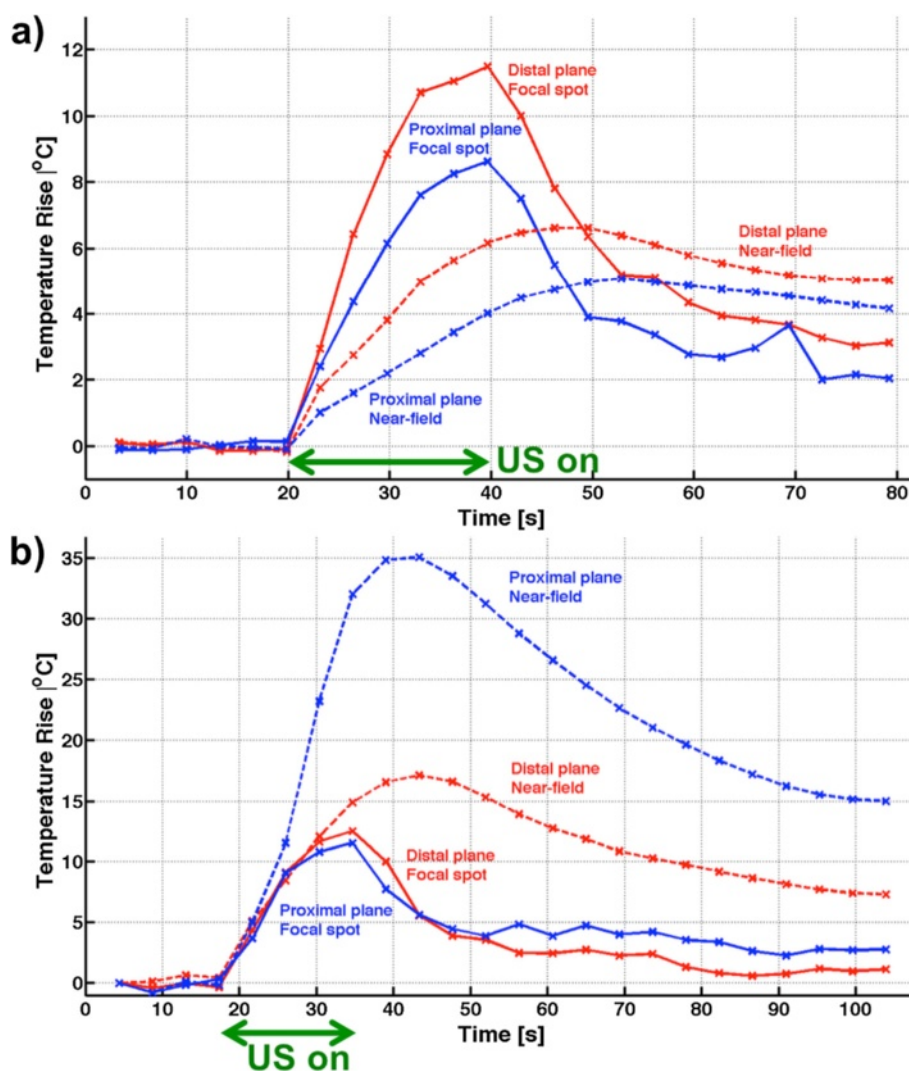 a)
12
10
8
6
4
2
0
Temperature Rise [°C]
Distal plane
Focal spot
Proximal plane
Focal spot
Distal plane
Near-field
Proximal plane
Near-field
US on
0 10 20 30 40 50 60 70 80
Time [s]
b)
35
30
25
20
15
10
5
0
Temperature Rise [°C]
Proximal plane
Near-field
Distal plane
Near-field
Distal plane
Focal spot
Proximal plane
Focal spot
0 10 20 30 40 50 60 70 80 90 100
Time [s]
US on